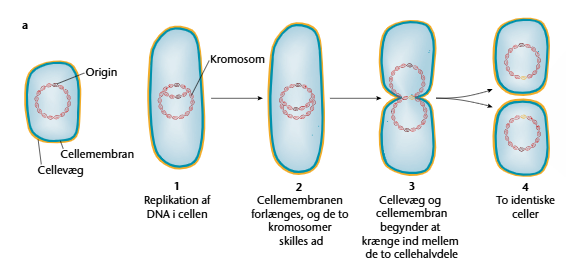 a
Origin
Kromosom
Cellemembran
Cellevæg
1
Replikation af
DNA i cellen
2
Cellemembranen
forlænges, og de to
kromosomer
skilles ad
3
Cellevæg og
cellemembran
begynder at
krænge ind mellem
de to cellehalvdele
4
To identiske
celler